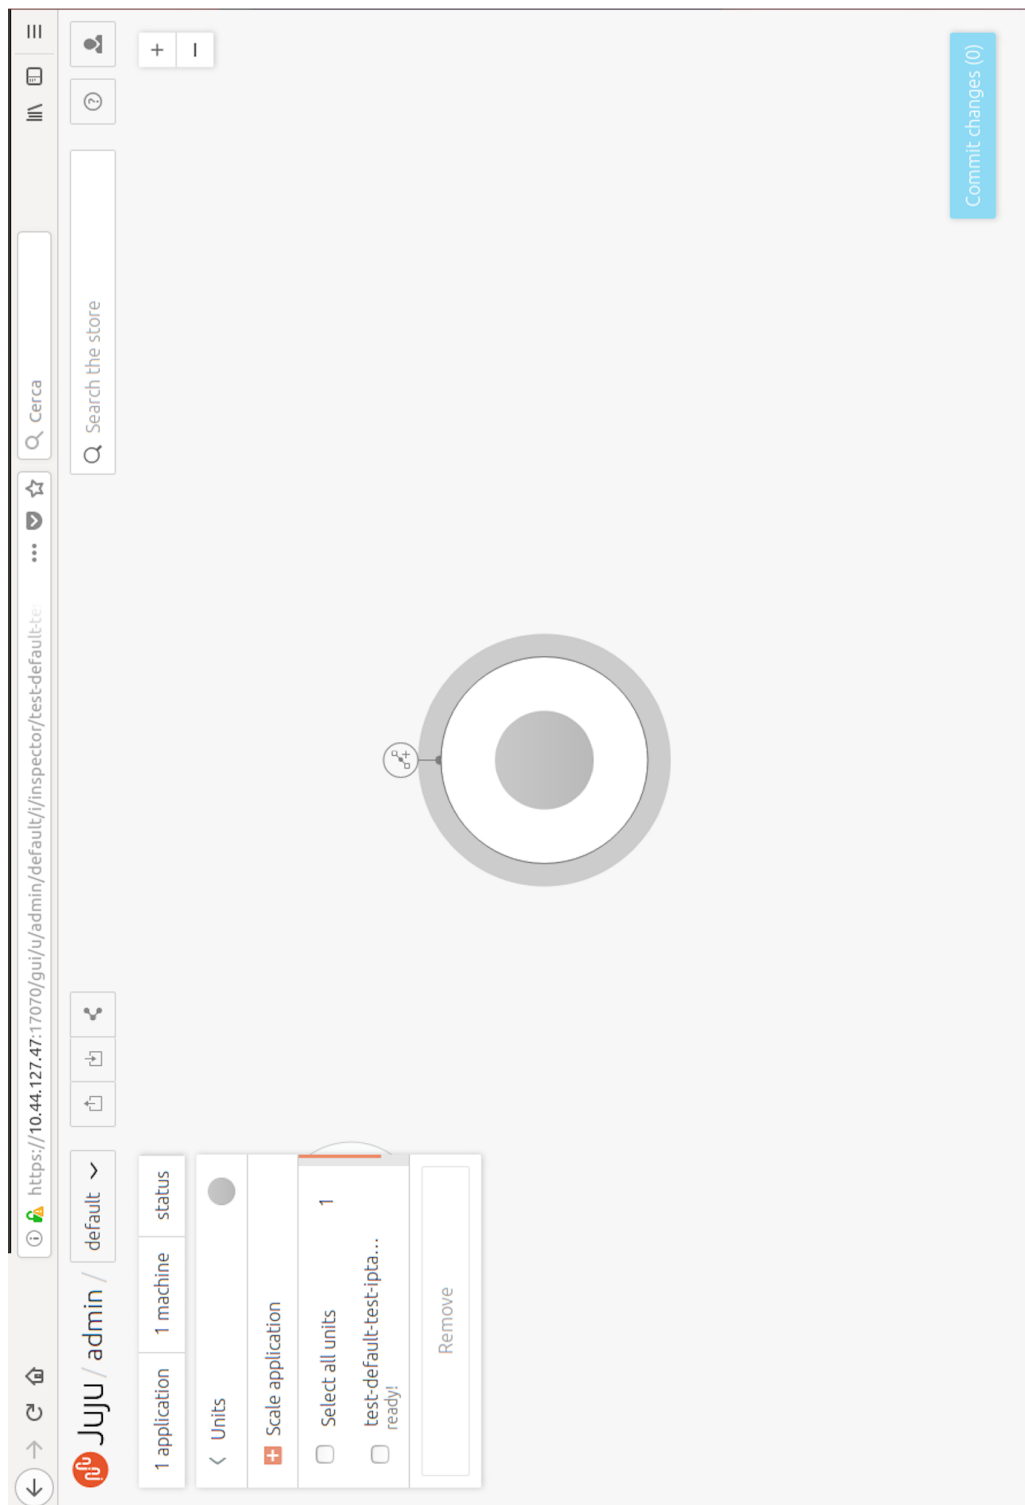 https://10.44.127.47:17070/gui/u/admin/default/i/inspector/test-default-te
Cerca
JUJU / admin / default
Search the store
1 application 1 machine status
Units
Scale application
Select all units 1
test-default-test-ipta...
ready!
Remove
Commit changes (0)